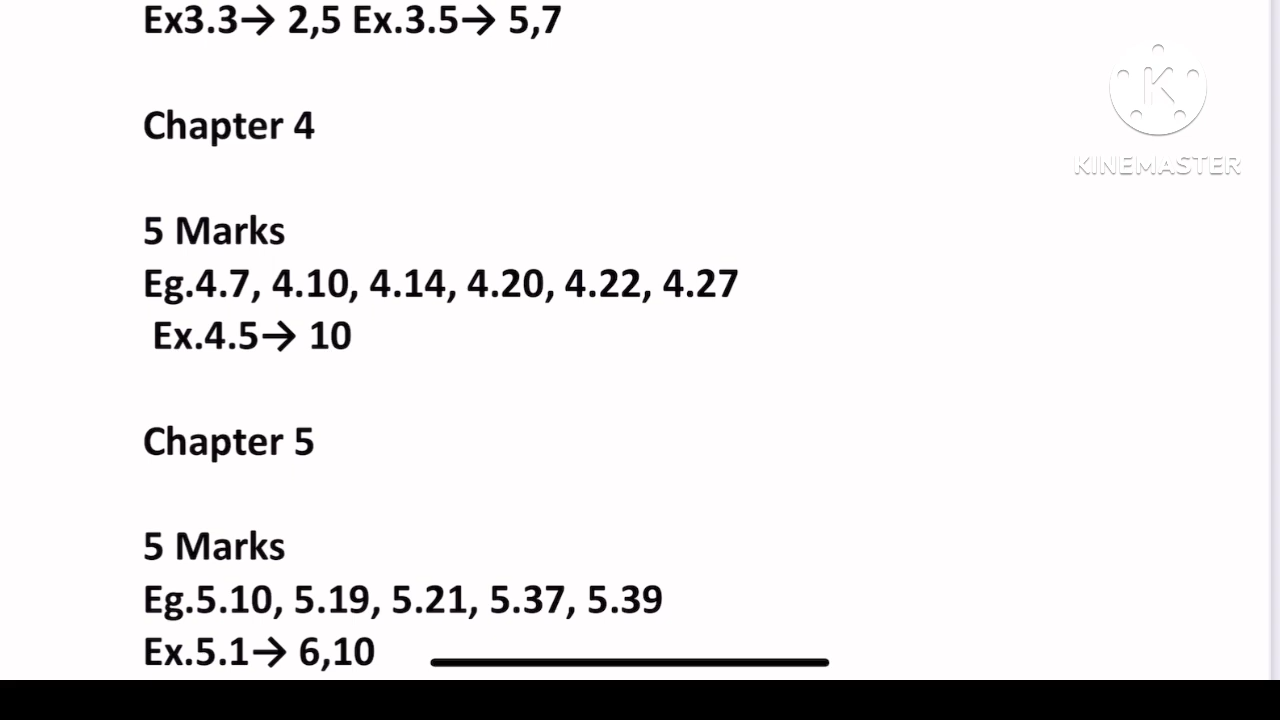 Ex3.3→ 2,5 Ex.3.5→ 5,7
Chapter 4
5 Marks
Eg.4.7, 4.10, 4.14, 4.20, 4.22, 4.27
Ex.4.5→ 10
Chapter 5
5 Marks
Eg.5.10, 5.19, 5.21, 5.37, 5.39
Ex.5.1→ 6,10
K
KINEMASTER